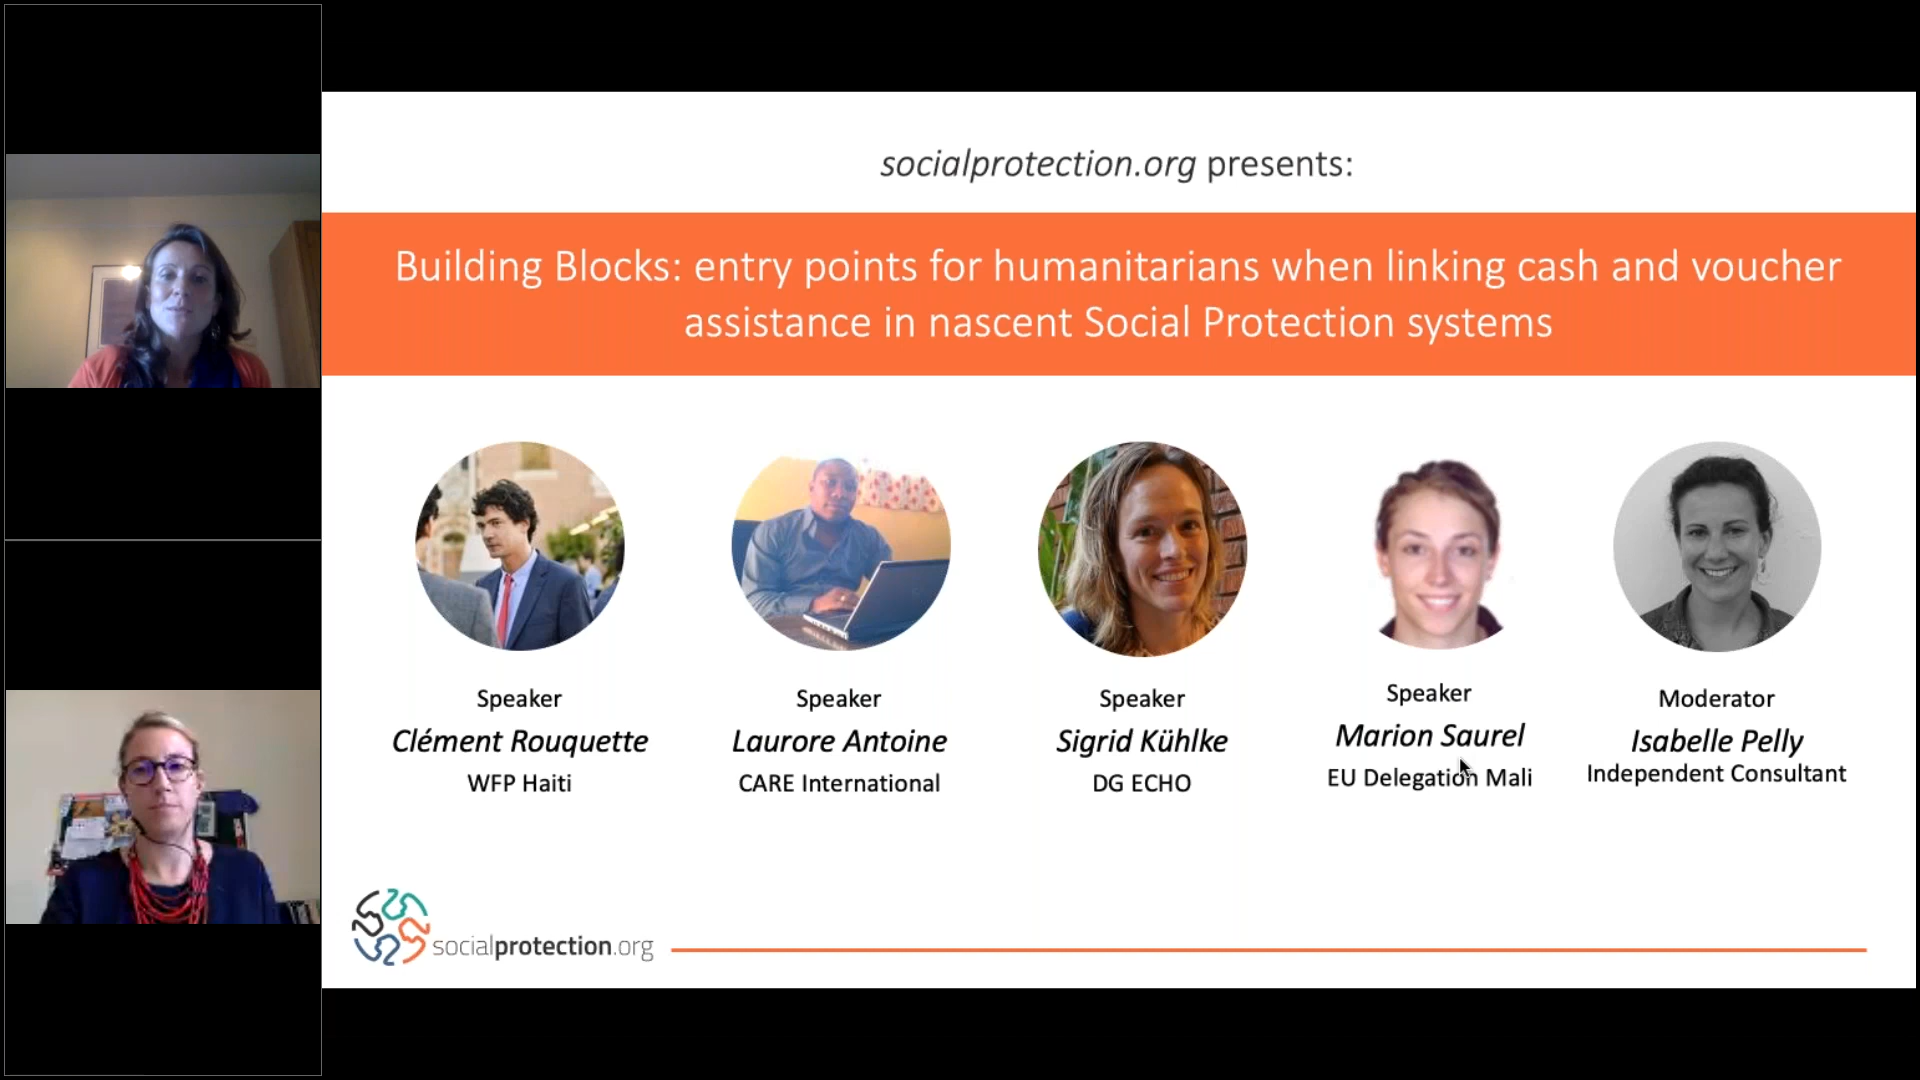 socialprotection.org presents:
Building Blocks: entry points for humanitarians when linking cash and voucher
assistance in nascent Social Protection systems
Speaker
Clément Rouquette
WFP Haiti
Speaker
Laurore Antoine
CARE International
Speaker
Sigrid Kühlke
DG ECHO
Speaker
Marion Saurel
EU Delegation Mali
Moderator
Isabelle Pelly
Independent Consultant
socialprotection.org